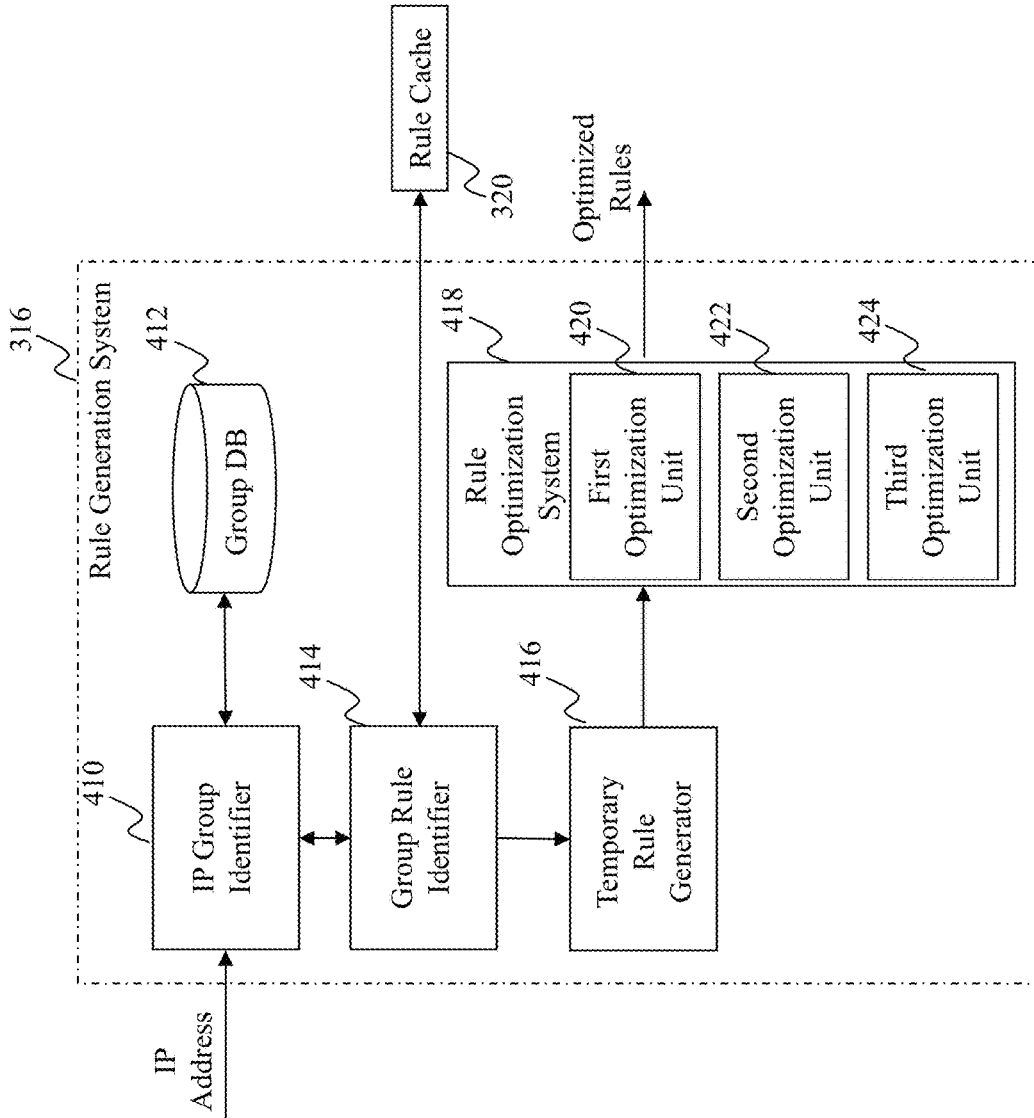 316
Rule Generation System
410
412
IP
Address
IP Group
Identifier
Group DB
414
Group Rule
Identifier
Rule Cache
320
416
Temporary
Rule
Generator
418
Rule
Optimization
System
420
First
Optimization
Unit
422
Second
Optimization
Unit
424
Third
Optimization
Unit
Optimized
Rules